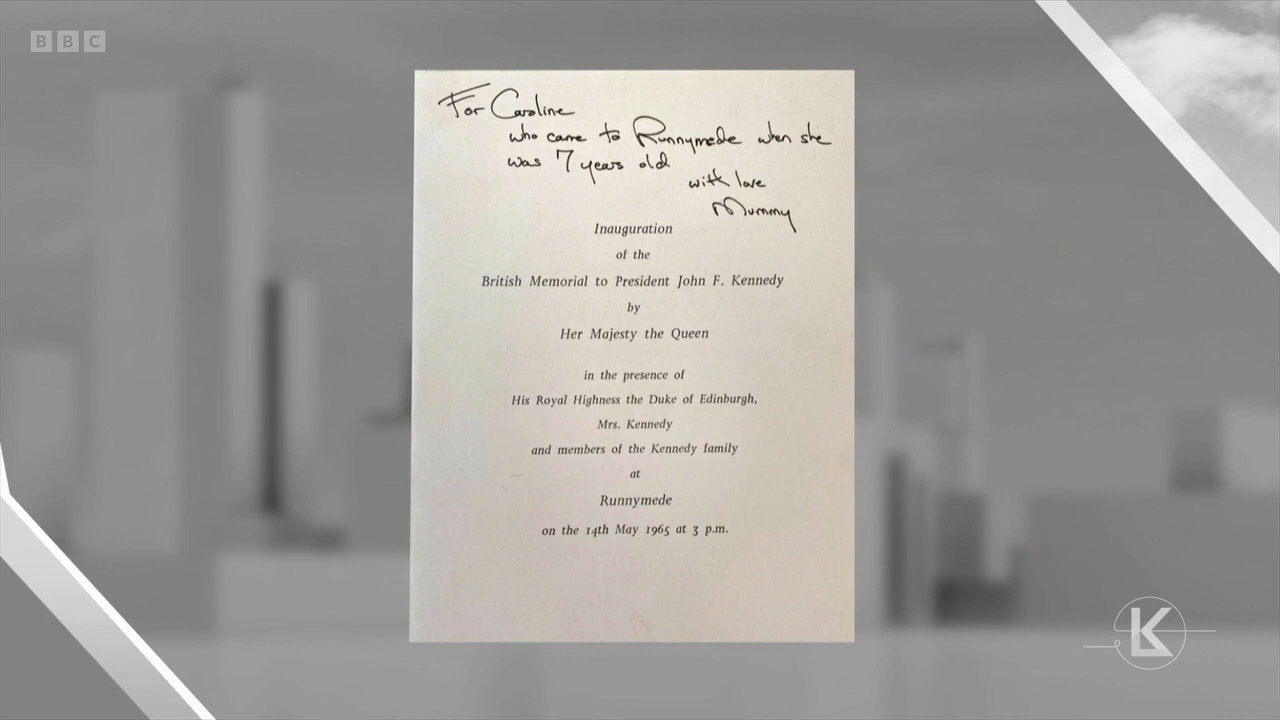 BBC
For Caroline
who came to Runnymede when she
was 7 years old
with love
Mummy
Inauguration
of the
British Memorial to President John F. Kennedy
by
Her Majesty the Queen
in the presence of
His Royal Highness the Duke of Edinburgh,
Mrs. Kennedy
and members of the Kennedy family
at
Runnymede
on the 14th May 1965 at 3 p.m.
LK